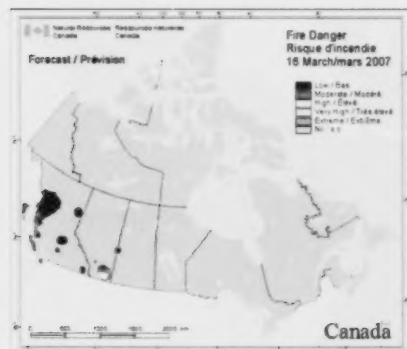 Natural Resources Ressources naturelles
Canada Canada
Fire Danger
Risque d'incendie
16 March/mars 2007
Forecast / Prévision
Low / Bas
Moderate / Modéré
High / Élevé
Very High / Très élevé
Extreme / Extrême
Canada